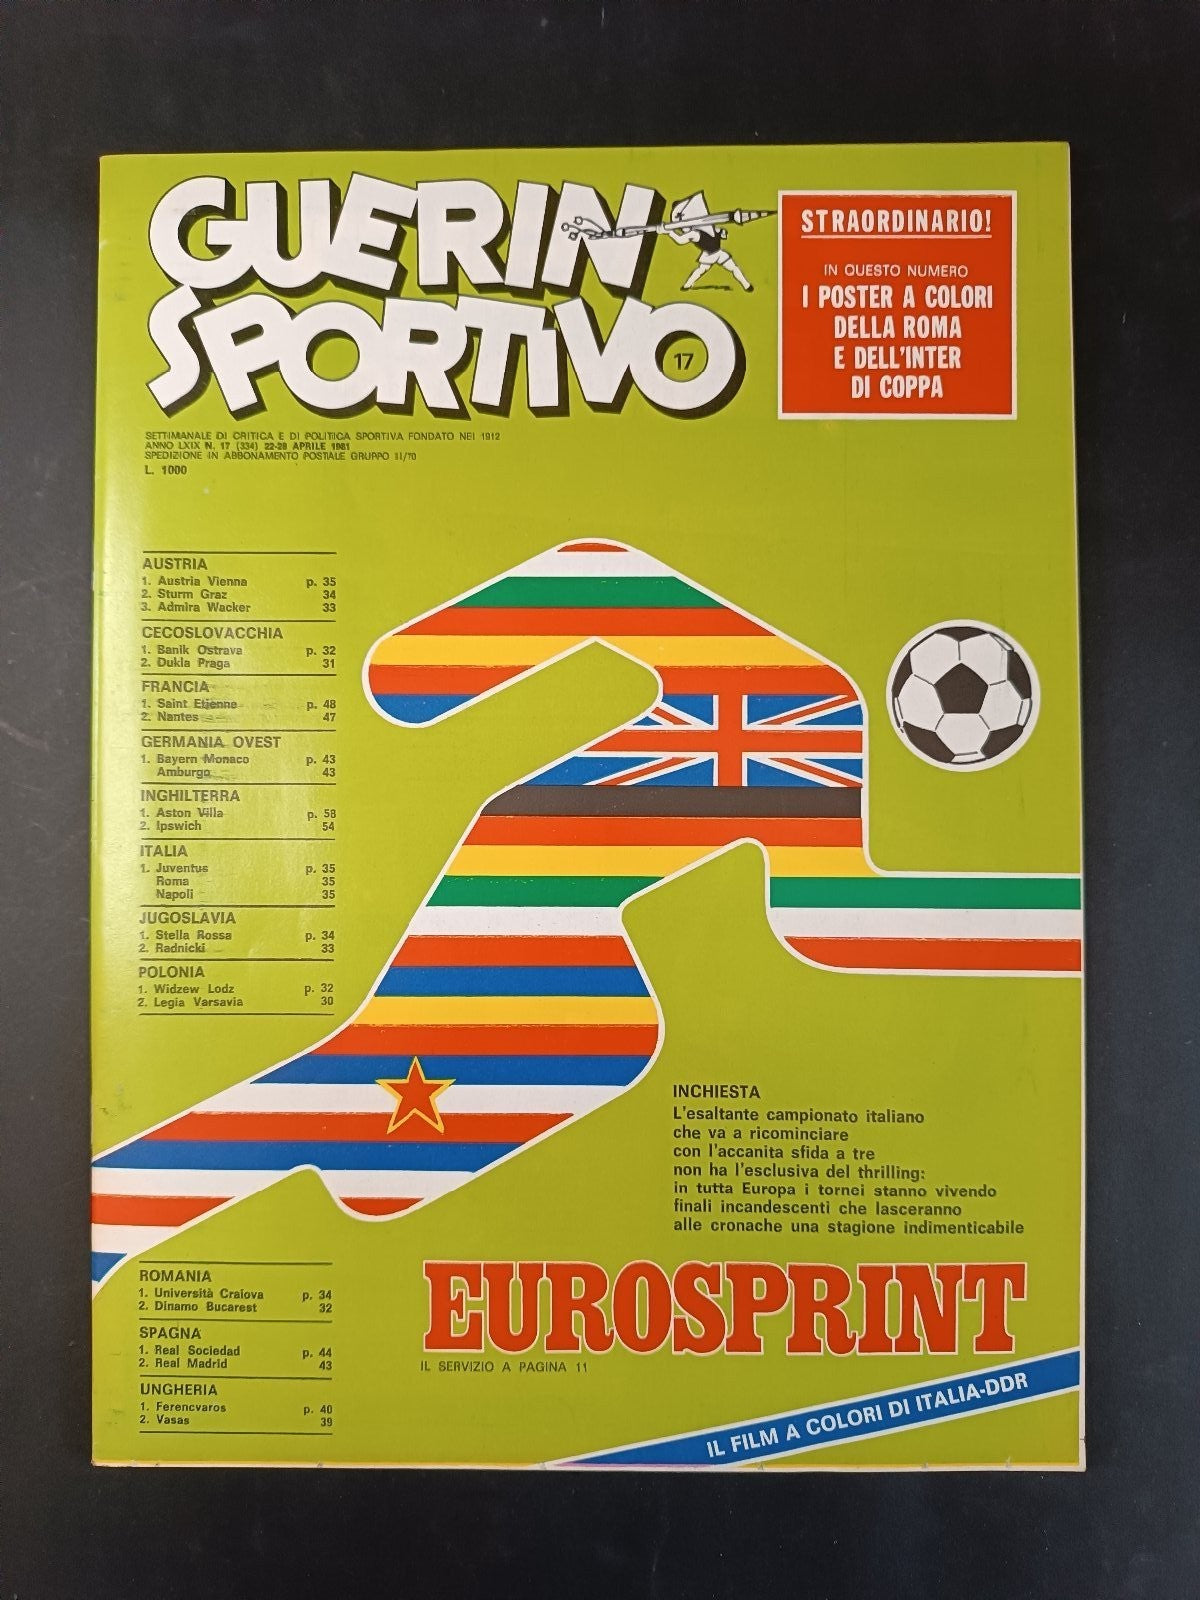 GUERIN
SPORTIVO
17
STRAORDINARIO!
IN QUESTO NUMERO
I POSTER A COLORI
DELLA ROMA
E DELL'INTER
DI COPPA
SETTIMANALE DI CRITICA E DI POLITICA SPORTIVA FONDATO NEL 1912
ANNO LXIX N. 17 (334) 22-28 APRILE 1981
SPEDIZIONE IN ABBONAMENTO POSTALE GRUPPO II/70
L. 1000
AUSTRIA
1. Austria Vienna p. 35
2. Sturm Graz 34
3. Admira Wacker 33
CECOSLOVACCHIA
1. Banik Ostrava p. 32
2. Dukla Praga 31
FRANCIA
1. Saint Etienne p. 48
2. Nantes 47
GERMANIA OVEST
1. Bayern Monaco p. 43
Amburgo 43
INGHILTERRA
1. Aston Villa p. 58
2. Ipswich 54
ITALIA
1. Juventus p. 35
Roma 35
Napoli 35
JUGOSLAVIA
1. Stella Rossa p. 34
2. Radnicki 33
POLONIA
1. Widzew Lodz p. 32
2. Legia Varsavia 30
ROMANIA
1. Università Craiova p. 34
2. Dinamo Bucarest 32
SPAGNA
1. Real Sociedad p. 44
2. Real Madrid 43
UNGHERIA
1. Ferencvaros p. 40
2. Vasas 39
INCHIESTA
L'esaltante campionato italiano
che va a ricominciare
con l'accanita sfida a tre
non ha l'esclusiva del thrilling:
in tutta Europa i tornei stanno vivendo
finali incandescenti che lasceranno
alle cronache una stagione indimenticabile
EUROSPRINT
IL SERVIZIO A PAGINA 11
IL FILM A COLORI DI ITALIA-DDR